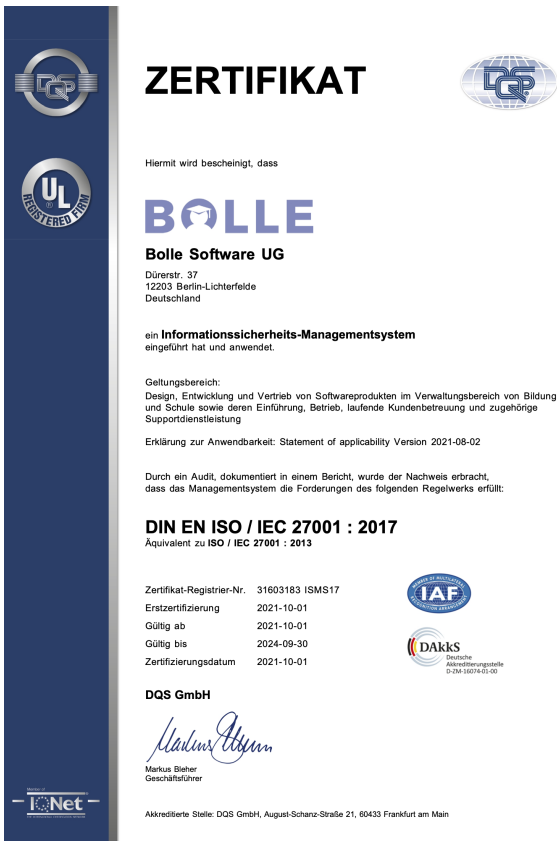 DQS
ZERTIFIKAT
DQS
UL
®
REGISTERED FIRM
Hiermit wird bescheinigt, dass
BOLLE
Bolle Software UG
Dürerstr. 37
12203 Berlin-Lichterfelde
Deutschland
ein Informationssicherheits-Managementsystem
eingeführt hat und anwendet.
Geltungsbereich:
Design, Entwicklung und Vertrieb von Softwareprodukten im Verwaltungsbereich von Bildung
und Schule sowie deren Einführung, Betrieb, laufende Kundenbetreuung und zugehörige
Supportdienstleistung
Erklärung zur Anwendbarkeit: Statement of applicability Version 2021-08-02
Durch ein Audit, dokumentiert in einem Bericht, wurde der Nachweis erbracht,
dass das Managementsystem die Forderungen des folgenden Regelwerks erfüllt:
DIN EN ISO / IEC 27001 : 2017
Äquivalent zu ISO / IEC 27001 : 2013
Zertifikat-Registrier-Nr. 31603183 ISMS17
Erstzertifizierung 2021-10-01
Gültig ab 2021-10-01
Gültig bis 2024-09-30
Zertifizierungsdatum 2021-10-01
MEMBER OF MULTILATERAL
IAF
RECOGNITION ARRANGEMENT
DAkkS
Deutsche
Akkreditierungsstelle
D-ZM-16074-01-00
DQS GmbH
Markus Bleher
Geschäftsführer
Member of
IQNet
Akkreditierte Stelle: DQS GmbH, August-Schanz-Straße 21, 60433 Frankfurt am Main